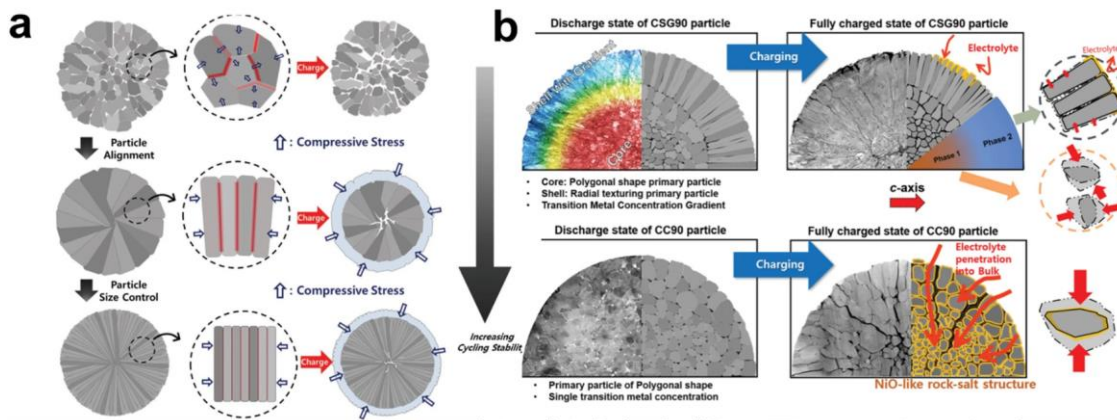 a
Charge
Particle
Alignment
: Compressive Stress
Charge
Particle
Size Control
: Compressive Stress
Charge
Increasing
Cycling Stabilit
b
Discharge state of CSG90 particle
Fully charged state of CSG90 particle
Charging
Electrolyte
Electrolyte
Core
Phase 1
Phase 2
• Core: Polygonal shape primary particle
• Shell: Radial texturing primary particle
• Transition Metal Concentration Gradient
c-axis
Discharge state of CC90 particle
Fully charged state of CC90 particle
Charging
Electrolyte
penetration
into Bulk
• Primary particle of Polygonal shape
• Single transition metal concentration
NiO-like rock-salt structure